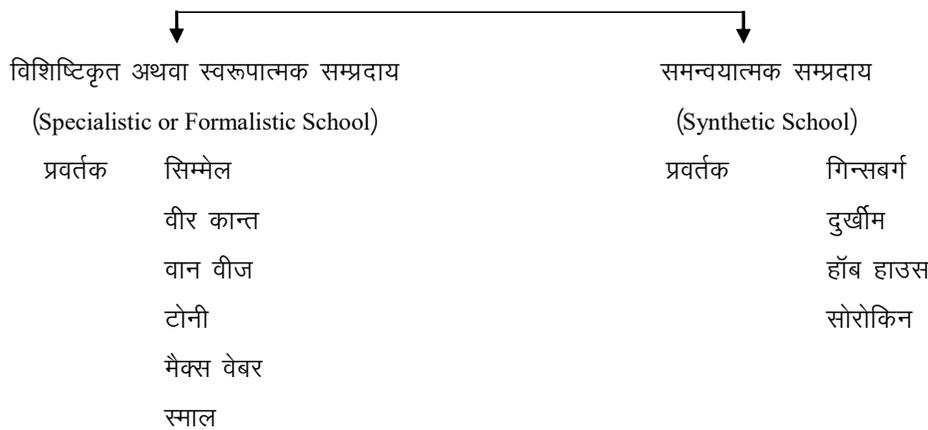 विशिष्टिकृत अथवा स्वरूपात्मक सम्प्रदाय
(Specialistic or Formalistic School)
प्रवर्तक सिम्मेल
वीर कान्त
वान वीज
टोनी
मैक्स वेबर
स्माल
समन्वयात्मक सम्प्रदाय
(Synthetic School)
प्रवर्तक गिन्सबर्ग
दुर्खीम
हॉब हाउस
सोरोकिन